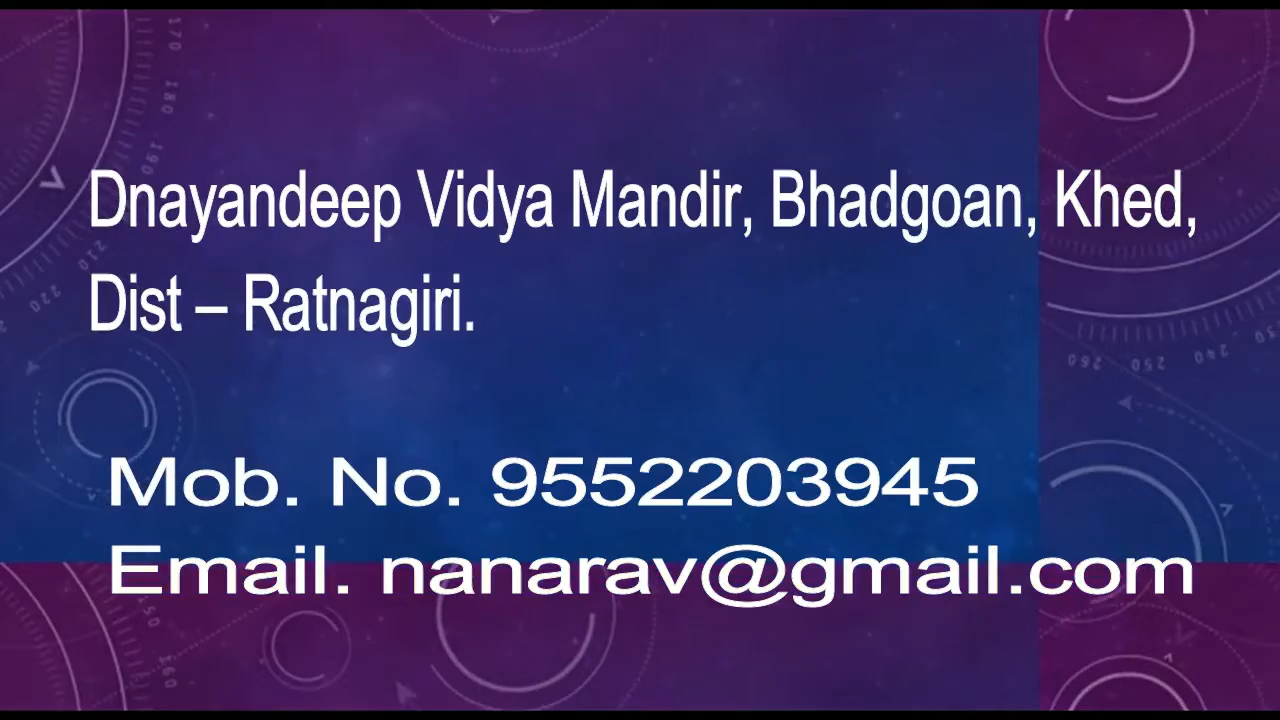 Dnayandeep Vidya Mandir, Bhadgoan, Khed,
Dist – Ratnagiri.
Mob. No. 9552203945
Email. nanarav@gmail.com